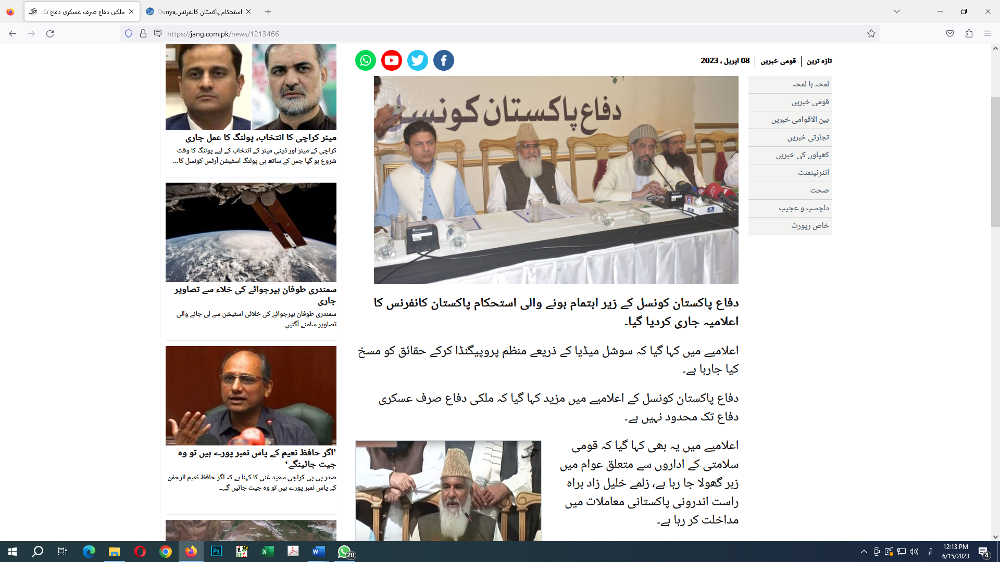 ملکی دفاع صرف عسکری دفاع تک
استحکام پاکستان کانفرنس,Dunya
https://jang.com.pk/news/1213466
تازہ ترین | قومی خبریں | 08 اپریل ، 2023
لمحہ با لمحہ
قومی خبریں
بین الاقوامی خبریں
تجارتی خبریں
کھیلوں کی خبریں
انٹرٹینمنٹ
صحت
دلچسپ و عجیب
خاص رپورٹ
دفاع پاکستان کونسل
دفاع پاکستان کونسل کے زیر اہتمام ہونے والی استحکام پاکستان کانفرنس کا
اعلامیہ جاری کردیا گیا۔
اعلامیے میں کہا گیا کہ سوشل میڈیا کے ذریعے منظم پروپیگنڈا کرکے حقائق کو مسخ
کیا جارہا ہے۔
دفاع پاکستان کونسل کے اعلامیے میں مزید کہا گیا کہ ملکی دفاع صرف عسکری
دفاع تک محدود نہیں ہے۔
اعلامیے میں یہ بھی کہا گیا کہ قومی
سلامتی کے اداروں سے متعلق عوام میں
زہر گھولا جا رہا ہے، زلمے خلیل زاد براہ
راست اندرونی پاکستانی معاملات میں
مداخلت کر رہا ہے۔
میئر کراچی کا انتخاب، پولنگ کا عمل جاری
کراچی کے میئر اور ڈپٹی میئر کے انتخاب کے لیے پولنگ کا وقت
شروع ہو گیا جس کے ساتھ ہی پولنگ اسٹیشن آرٹس کونسل کا...
سمندری طوفان بپرجوائے کی خلاء سے تصاویر
جاری
سمندری طوفان بپرجوائے کی خلائی اسٹیشن سے لی جانے والی
تصاویر سامنے آگئیں۔۔
’اگر حافظ نعیم کے پاس نمبر پورے ہیں تو وہ
جیت جائینگے‘
صدر پی پی کراچی سعید غنی کا کہنا ہے کہ اگر حافظ نعیم الرحمٰن
کے پاس نمبر پورے ہیں تو وہ جیت جائیں گے۔۔
Ps
20
12:13 PM
6/15/2023
4